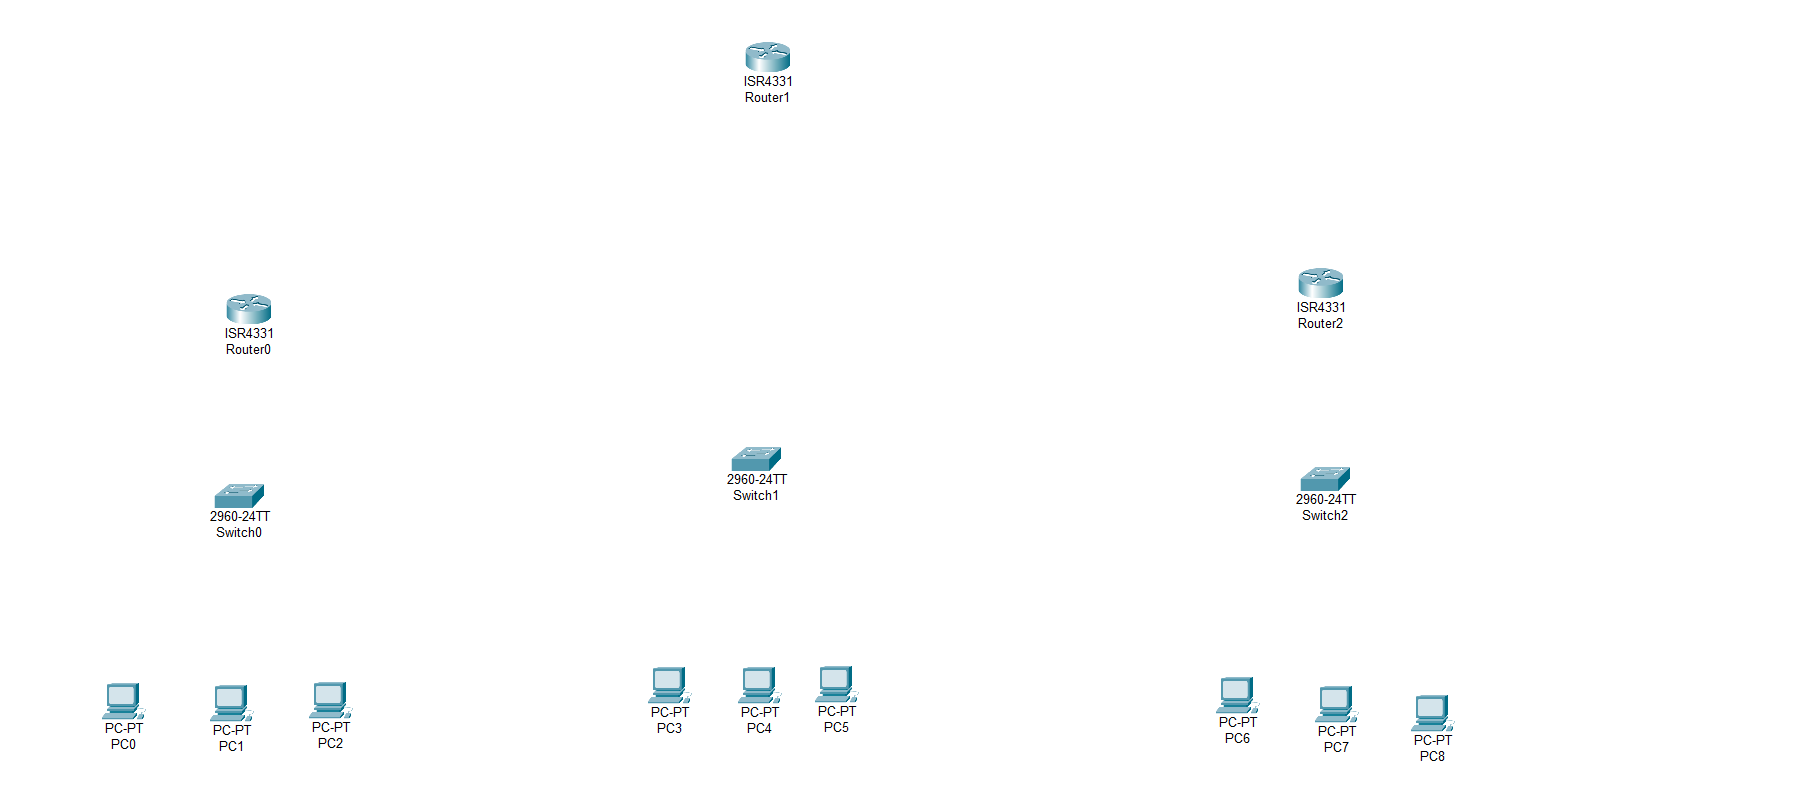 ISR4331
Router1
ISR4331
Router0
ISR4331
Router2
2960-24TT
Switch0
2960-24TT
Switch1
2960-24TT
Switch2
PC-PT
PC0
PC-PT
PC1
PC-PT
PC2
PC-PT
PC3
PC-PT
PC4
PC-PT
PC5
PC-PT
PC6
PC-PT
PC7
PC-PT
PC8